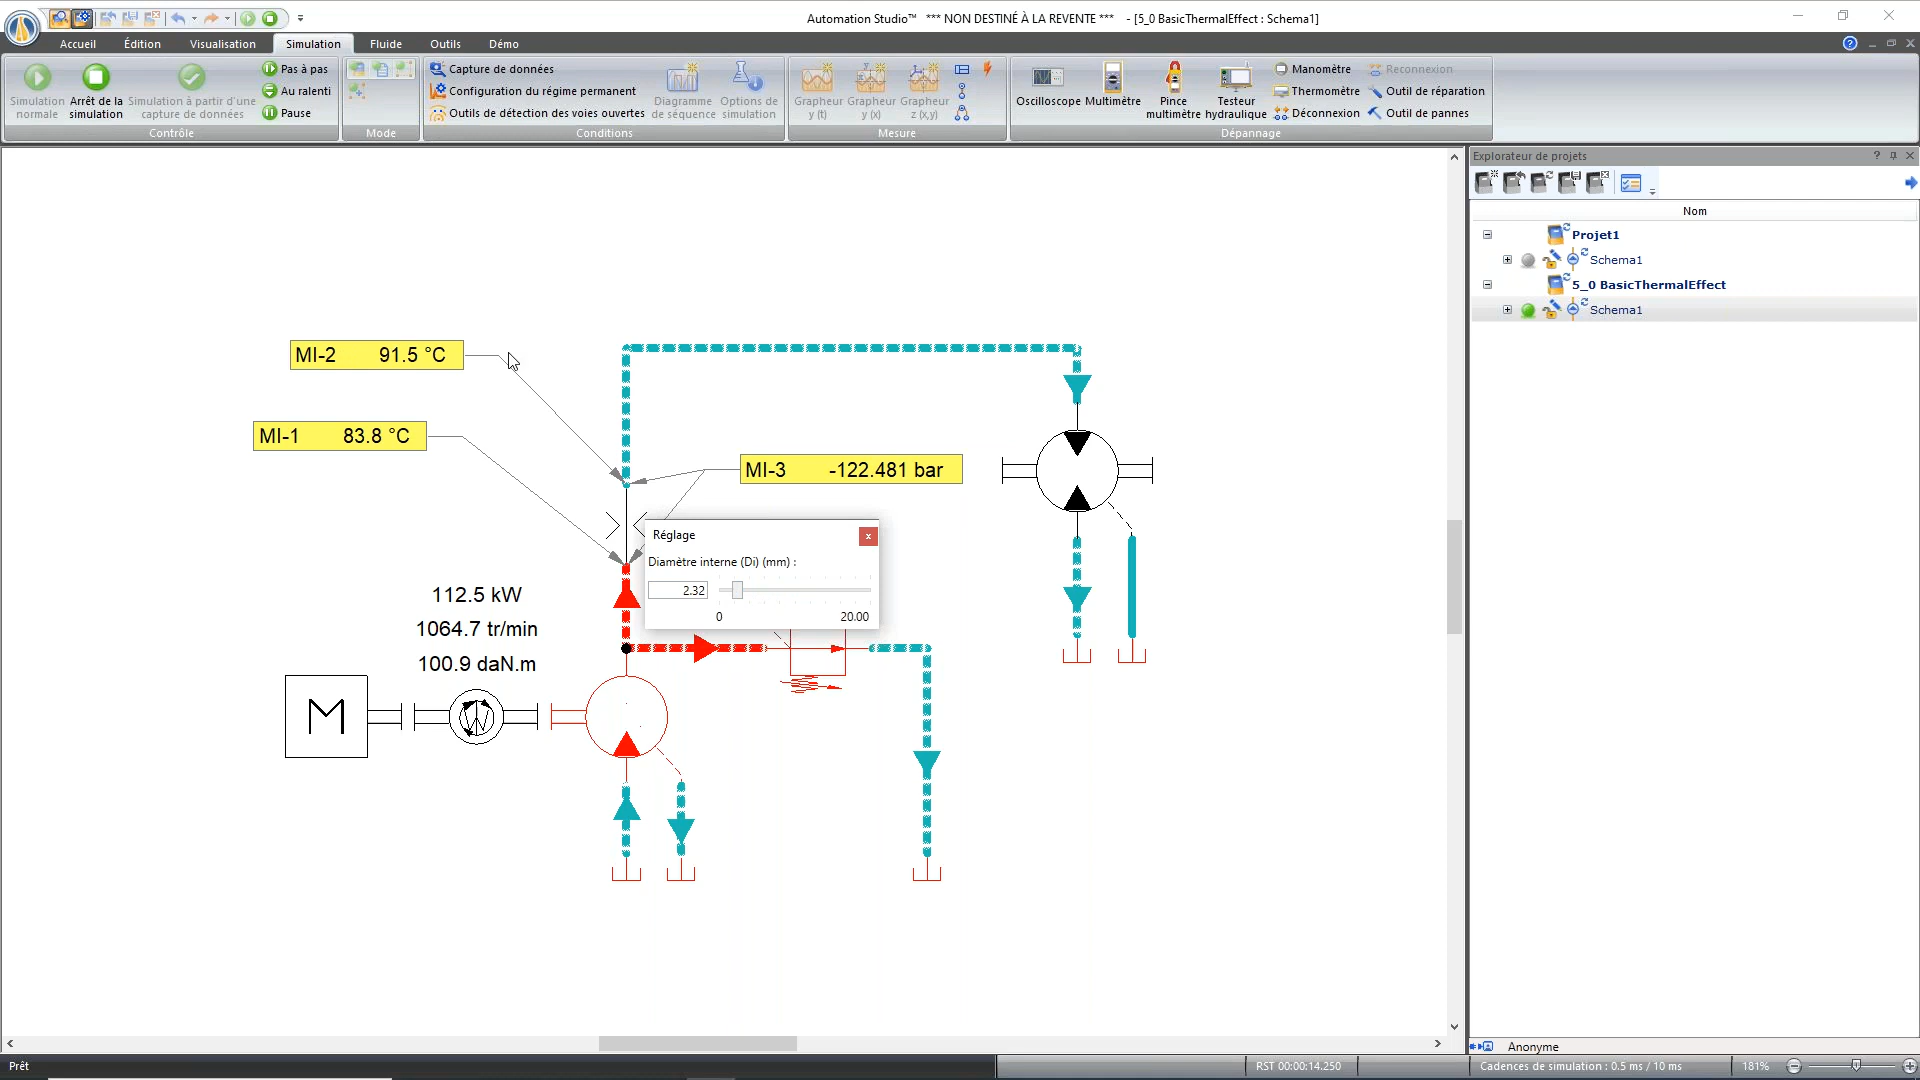 Automation Studio™ *** NON DESTINÉ À LA REVENTE *** - [5_0 BasicThermalEffect : Schema1]
Accueil Édition Visualisation Simulation Fluide Outils Démo
Simulation normale
Arrêt de la simulation
Simulation à partir d'une capture de données
Pas à pas
Au ralenti
Pause
Contrôle
Mode
Capture de données
Configuration du régime permanent
Outils de détection des voies ouvertes
Diagramme de séquence
Options de simulation
Conditions
Grapheur y (t)
Grapheur y (x)
Grapheur z (x,y)
Mesure
Oscilloscope
Multimètre
Pince multimètre
Testeur hydraulique
Manomètre
Thermomètre
Déconnexion
Reconnexion
Outil de réparation
Outil de pannes
Dépannage
Explorateur de projets
Nom
Projet1
Schema1
5_0 BasicThermalEffect
Schema1
MI-2 91.5 °C
MI-1 83.8 °C
MI-3 -122.481 bar
Réglage
Diamètre interne (Di) (mm) :
2.32
0 20.00
112.5 kW
1064.7 tr/min
100.9 daN.m
M
Anonyme
Prêt
RST 00:00:14.250
Cadences de simulation : 0.5 ms / 10 ms
181%